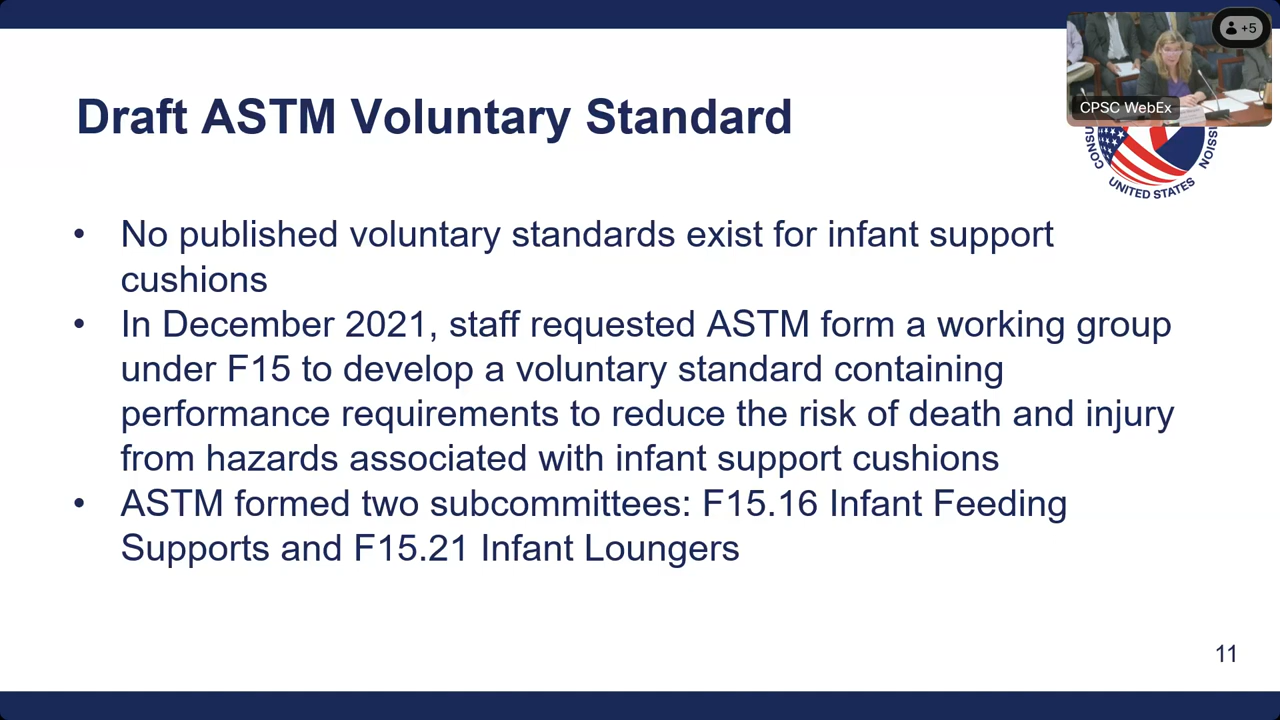 +5
CPSC WebEx
Draft ASTM Voluntary Standard
CONSU
MISSION
UNITED STATES
• No published voluntary standards exist for infant support
cushions
• In December 2021, staff requested ASTM form a working group
under F15 to develop a voluntary standard containing
performance requirements to reduce the risk of death and injury
from hazards associated with infant support cushions
• ASTM formed two subcommittees: F15.16 Infant Feeding
Supports and F15.21 Infant Loungers
11